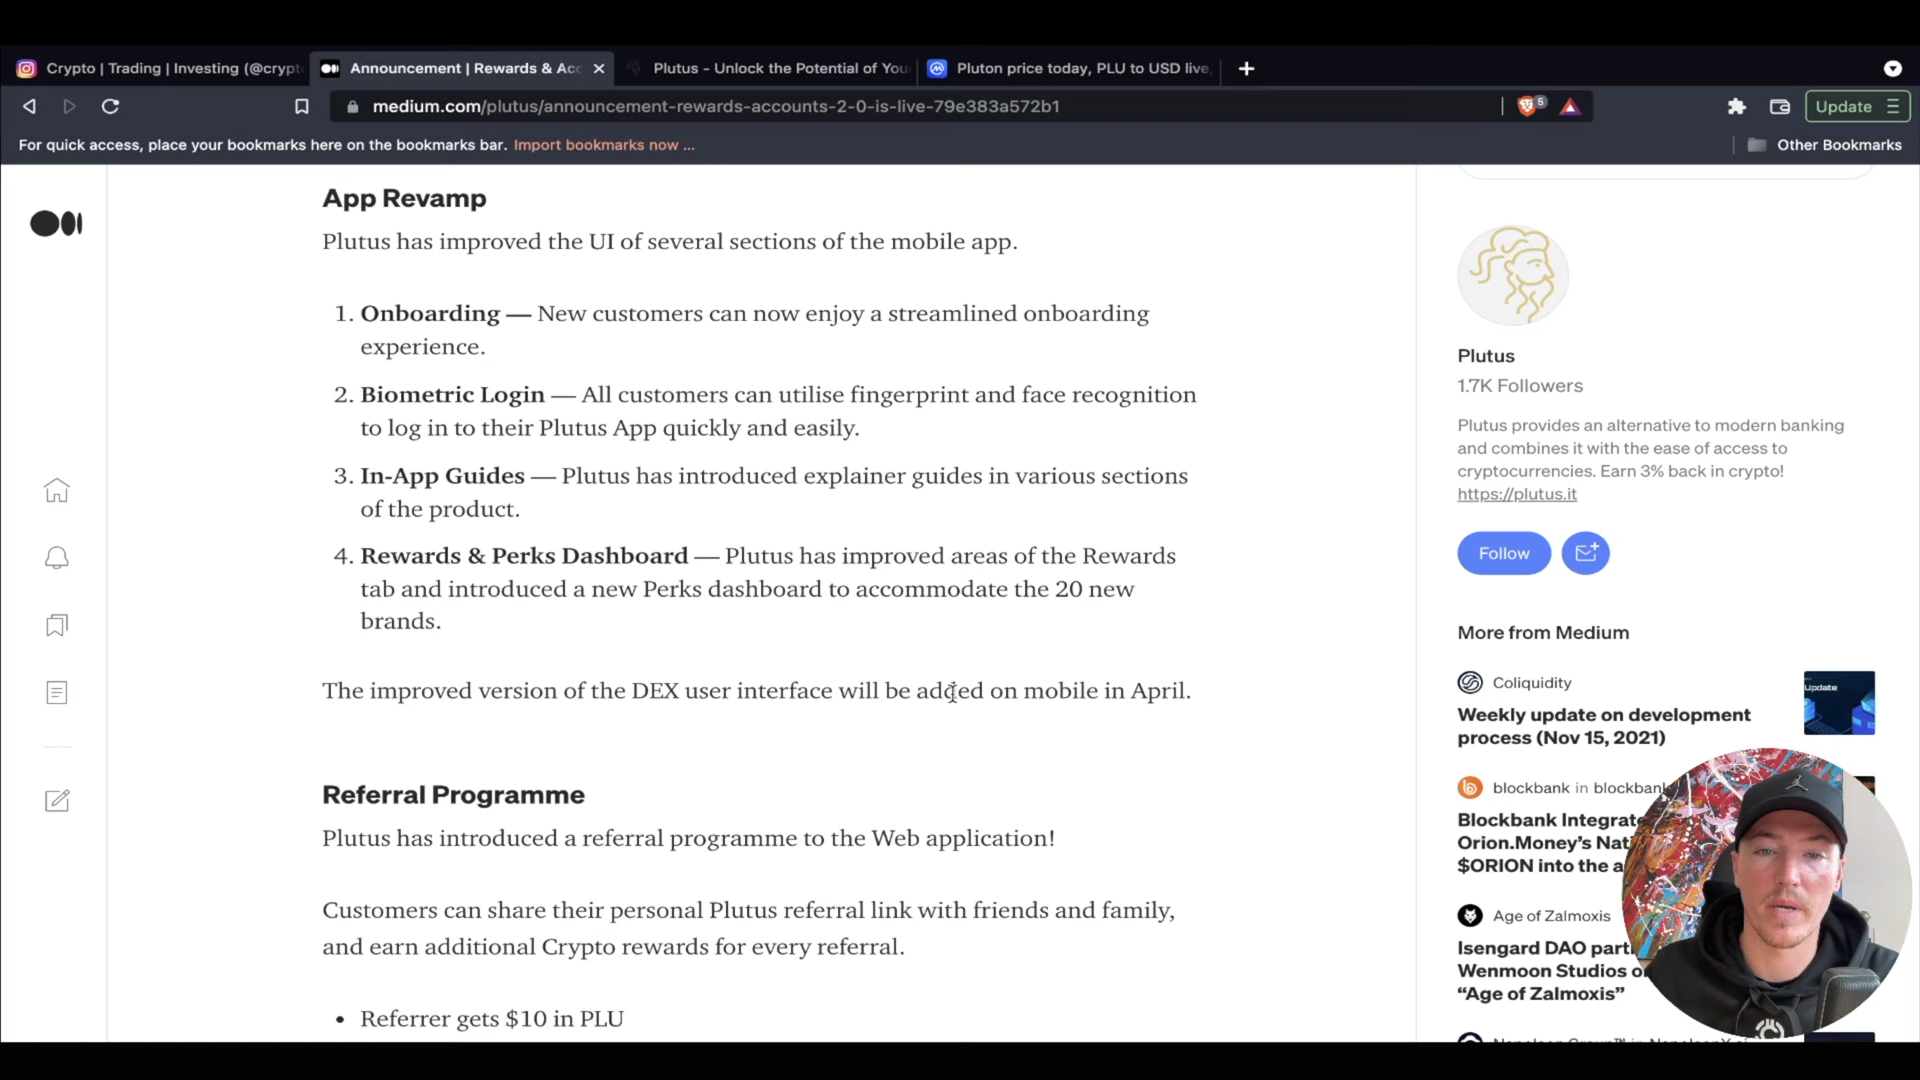 Crypto | Trading | Investing (@crypt
Announcement | Rewards & Acc
Plutus - Unlock the Potential of You
Pluton price today, PLU to USD live,
medium.com/plutus/announcement-rewards-accounts-2-0-is-live-79e383a572b1
5
Update
For quick access, place your bookmarks here on the bookmarks bar. Import bookmarks now ...
Other Bookmarks
App Revamp
Plutus has improved the UI of several sections of the mobile app.
1. Onboarding — New customers can now enjoy a streamlined onboarding
experience.
2. Biometric Login — All customers can utilise fingerprint and face recognition
to log in to their Plutus App quickly and easily.
3. In-App Guides — Plutus has introduced explainer guides in various sections
of the product.
4. Rewards & Perks Dashboard — Plutus has improved areas of the Rewards
tab and introduced a new Perks dashboard to accommodate the 20 new
brands.
The improved version of the DEX user interface will be added on mobile in April.
Referral Programme
Plutus has introduced a referral programme to the Web application!
Customers can share their personal Plutus referral link with friends and family,
and earn additional Crypto rewards for every referral.
• Referrer gets $10 in PLU
Plutus
1.7K Followers
Plutus provides an alternative to modern banking
and combines it with the ease of access to
cryptocurrencies. Earn 3% back in crypto!
https://plutus.it
Follow
More from Medium
Coliquidity
Weekly update on development
process (Nov 15, 2021)
Update
blockbank in blockbank
Blockbank Integrate
Orion.Money's Nati
$ORION into the a
Age of Zalmoxis
Isengard DAO part
Wenmoon Studios o
"Age of Zalmoxis"